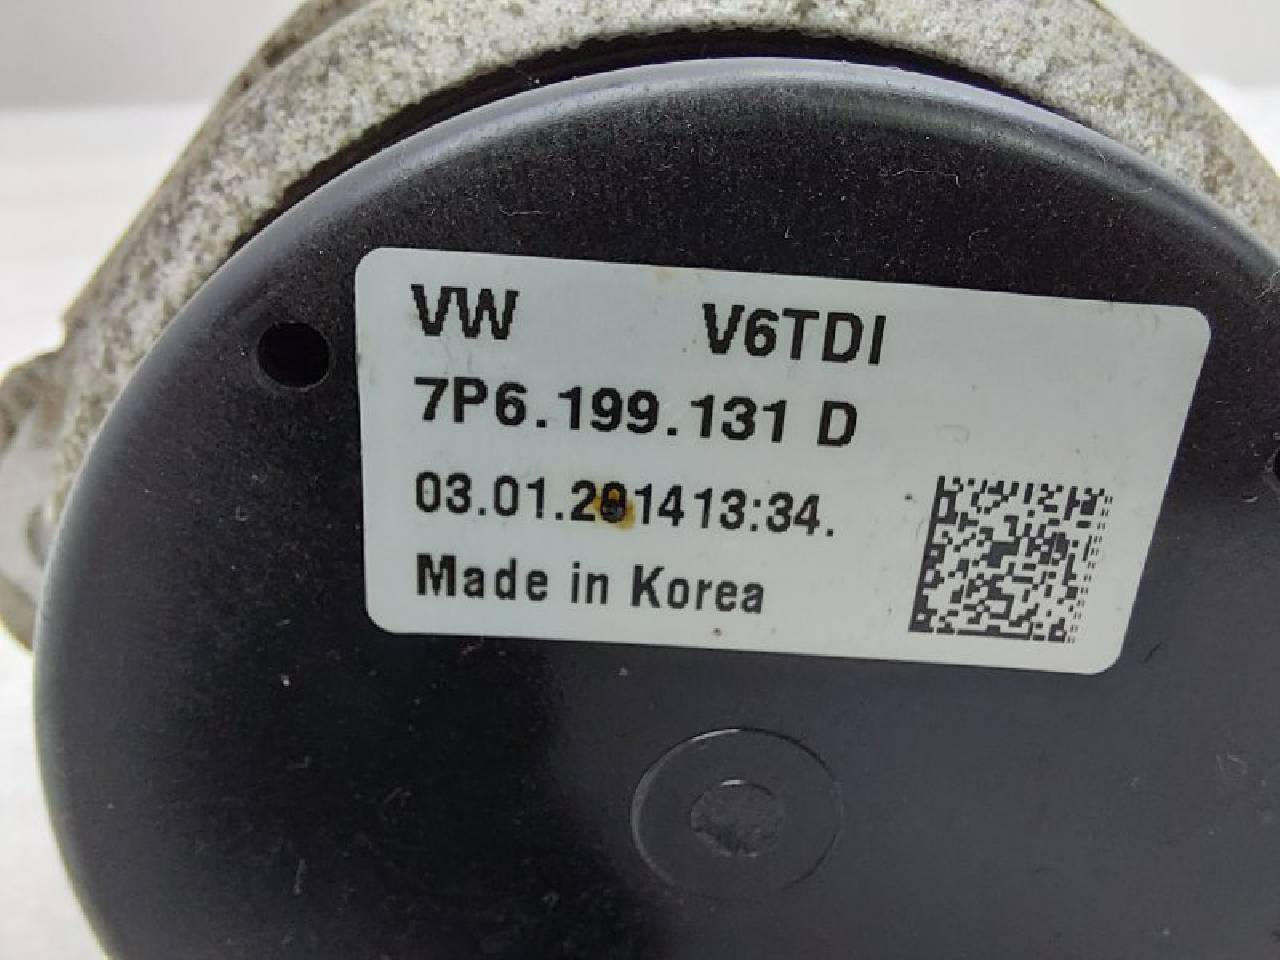 VW V6TDI
7P6.199.131 D
03.01.201413:34.
Made in Korea